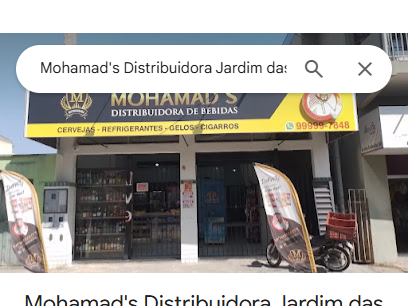 Mohamad's Distribuidora Jardim das
MOHAMAD'S
DISTRIBUIDORA DE BEBIDAS
CERVEJAS - REFRIGERANTES - GELOS - CIGARROS
99999-7848
Mohamad's Distribuidora Jardim das